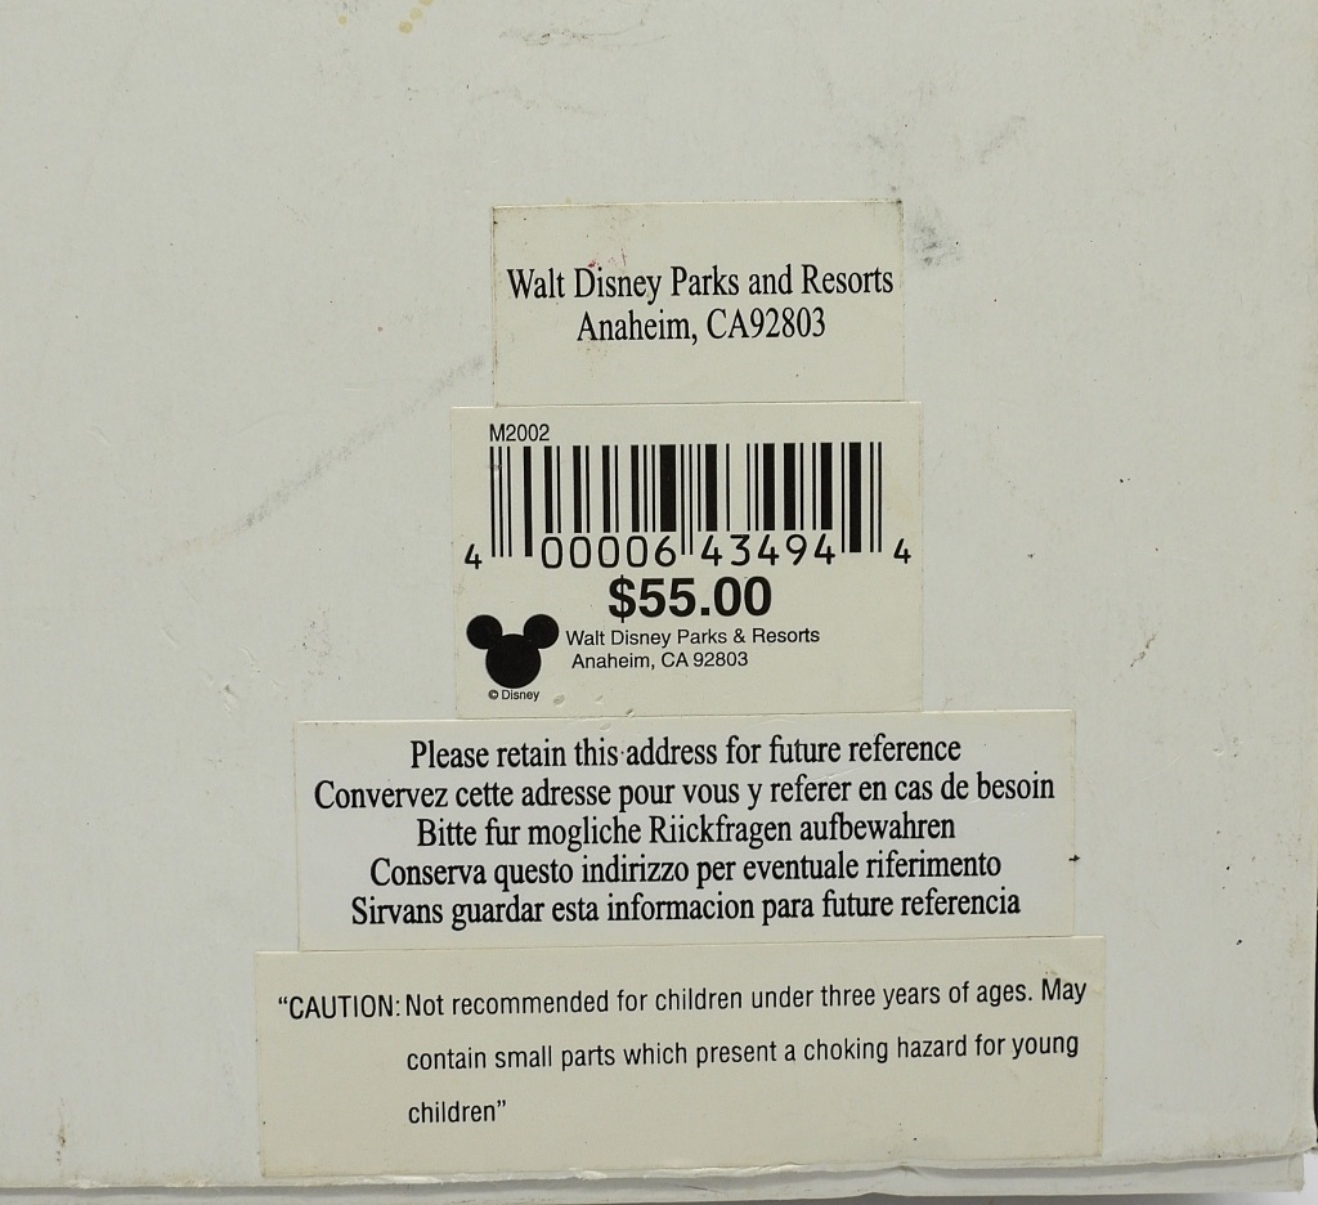 Walt Disney Parks and Resorts
Anaheim, CA92803
M2002
4 00006 43494 4
$55.00
Walt Disney Parks & Resorts
Anaheim, CA 92803
© Disney
Please retain this address for future reference
Convervez cette adresse pour vous y referer en cas de besoin
Bitte fur mogliche Riickfragen aufbewahren
Conserva questo indirizzo per eventuale riferimento
Sirvans guardar esta informacion para future referencia
“CAUTION: Not recommended for children under three years of ages. May
contain small parts which present a choking hazard for young
children”